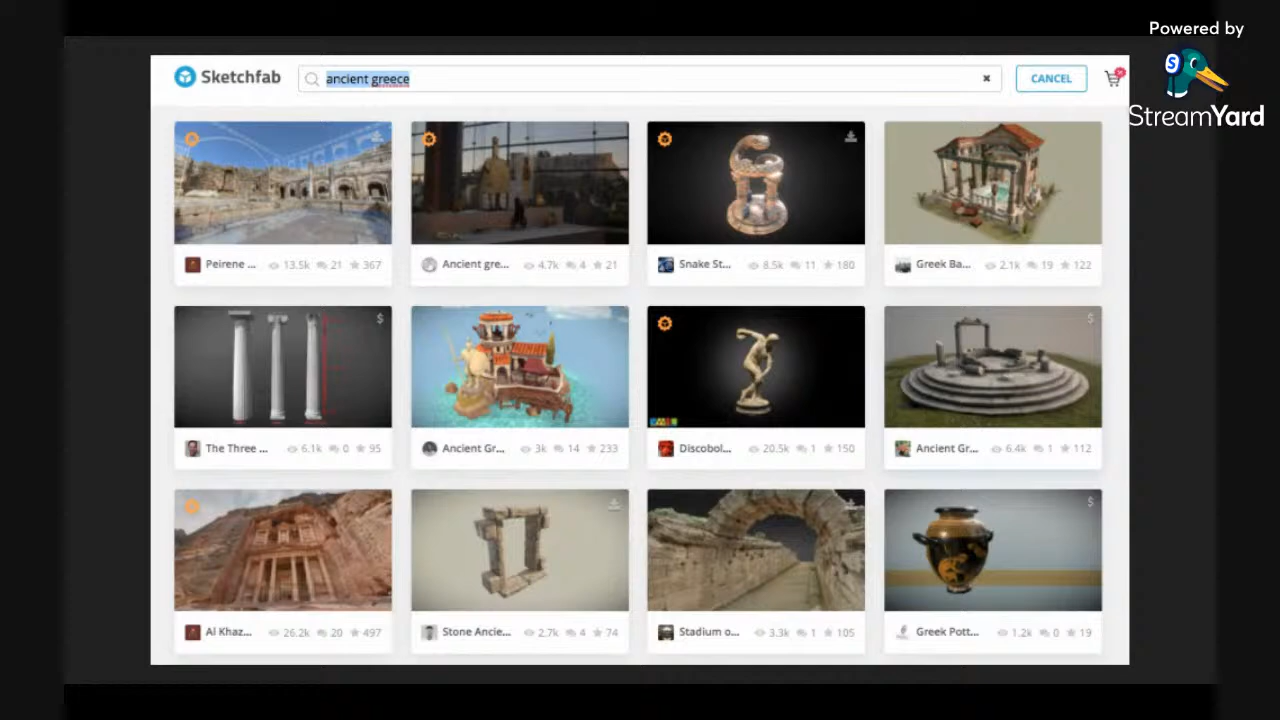 Powered by
StreamYard
Sketchfab
ancient greece
CANCEL
Peirene ... 13.5k 21 367
Ancient gre... 4.7k 4 21
Snake St... 8.5k 11 180
Greek Ba... 2.1k 19 122
$
$
The Three ... 6.1k 0 95
Ancient Gr... 3k 14 233
Discobol... 20.5k 1 150
Ancient Gr... 6.4k 1 112
$
Al Khaz... 26.2k 20 497
Stone Ancie... 2.7k 4 74
Stadium o... 3.3k 1 105
Greek Pott... 1.2k 0 19